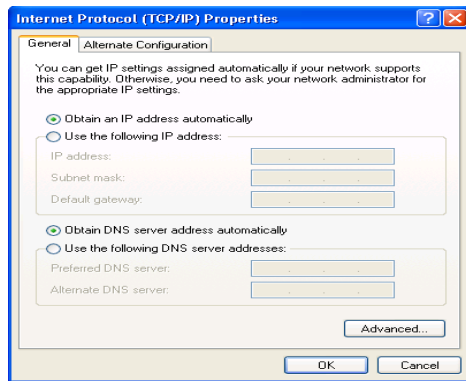 Internet Protocol (TCP/IP) Properties
General
Alternate Configuration
You can get IP settings assigned automatically if your network supports
this capability. Otherwise, you need to ask your network administrator for
the appropriate IP settings.
Obtain an IP address automatically
Use the following IP address:
IP address:
Subnet mask:
Default gateway:
Obtain DNS server address automatically
Use the following DNS server addresses:
Preferred DNS server:
Alternate DNS server:
Advanced...
OK
Cancel